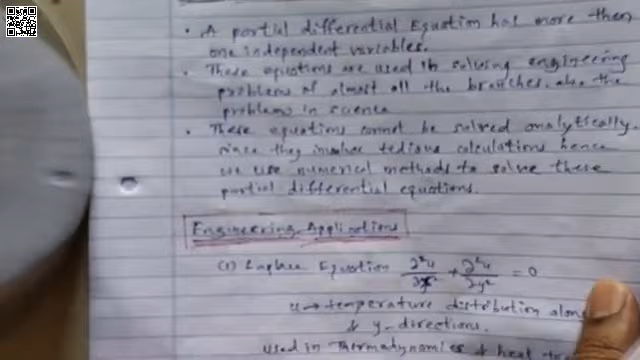 • A partial differential Equation has more then
one independent variables.
• These equations are used in solving engineering
problems of almost all the branches, also the
problems in science
• These equations cannot be solved analytically.
since they involve tedious calculations hence
we use numerical methods to solve these
partial differential equations.
Engineering Applications
(1) Laplace Equation ∂²u/∂x² + ∂²u/∂y² = 0
u → temperature distribution along
& y-directions.
used in Thermodynamics & heat